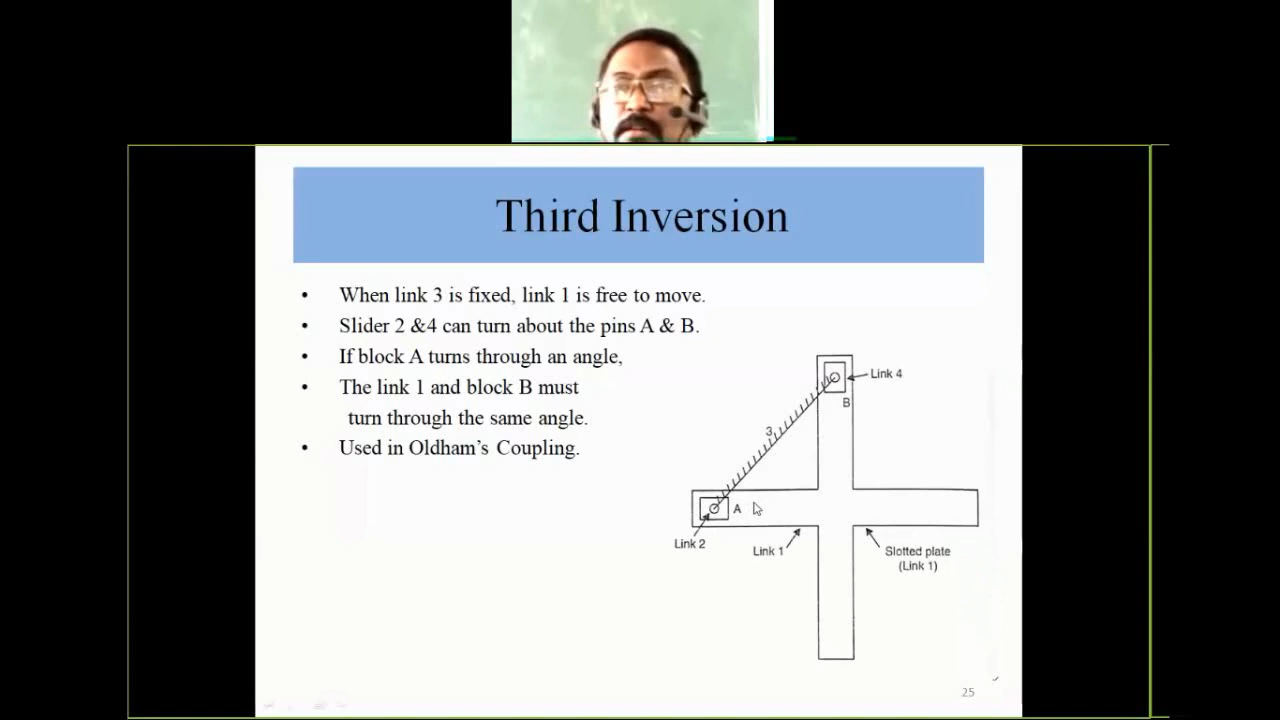 Third Inversion
• When link 3 is fixed, link 1 is free to move.
• Slider 2 &4 can turn about the pins A & B.
• If block A turns through an angle,
• The link 1 and block B must
turn through the same angle.
• Used in Oldham's Coupling.
Link 4
B
3
A
Link 2
Link 1
Slotted plate
(Link 1)
25